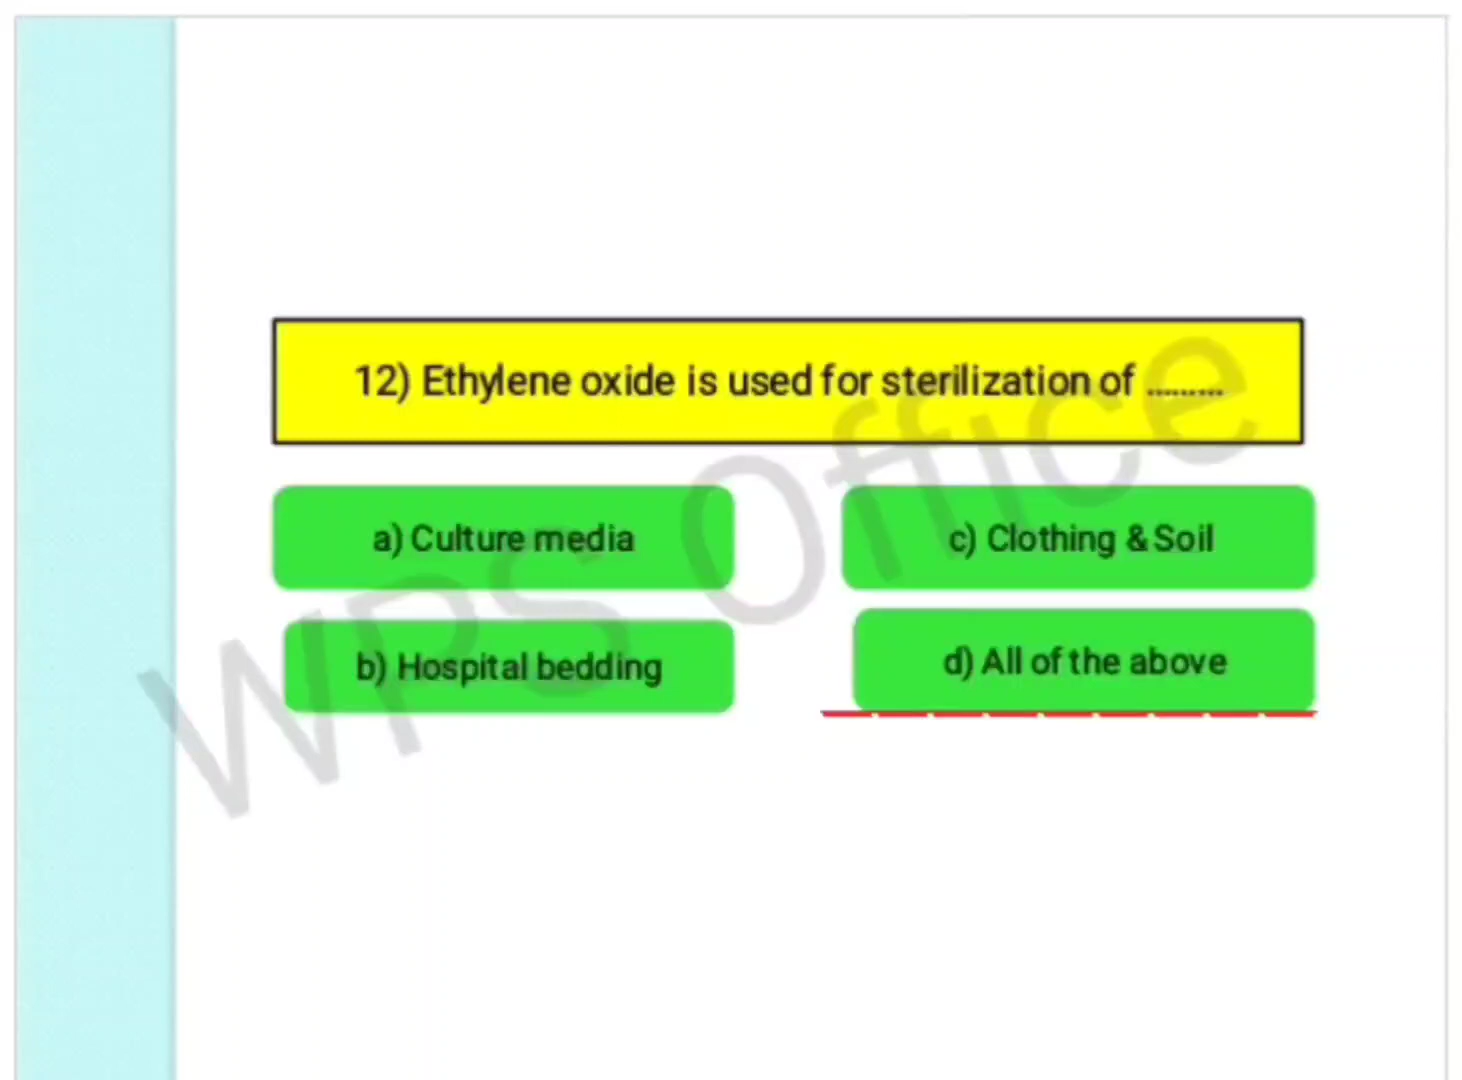 12) Ethylene oxide is used for sterilization of .........
a) Culture media
c) Clothing & Soil
b) Hospital bedding
d) All of the above
WPS Office